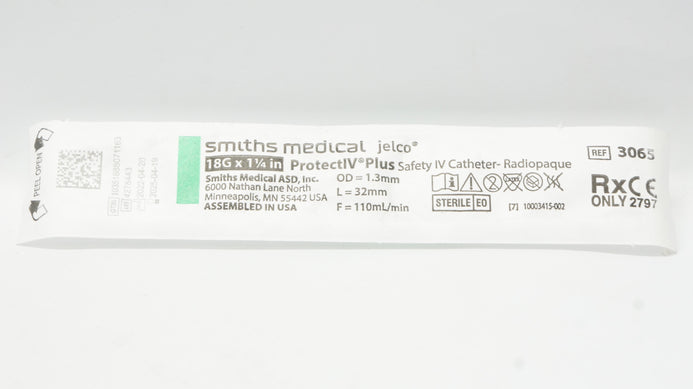 PEEL OPEN
smiths medical jelco®
18G x 1¼ in ProtectIV® Plus Safety IV Catheter- Radiopaque
Smiths Medical ASD, Inc.
6000 Nathan Lane North
Minneapolis, MN 55442 USA
ASSEMBLED IN USA
OD = 1.3mm
L = 32mm
F = 110mL/min
STERILE EO
[7] 10003415-002
REF 3065
Rx CE
ONLY 2797